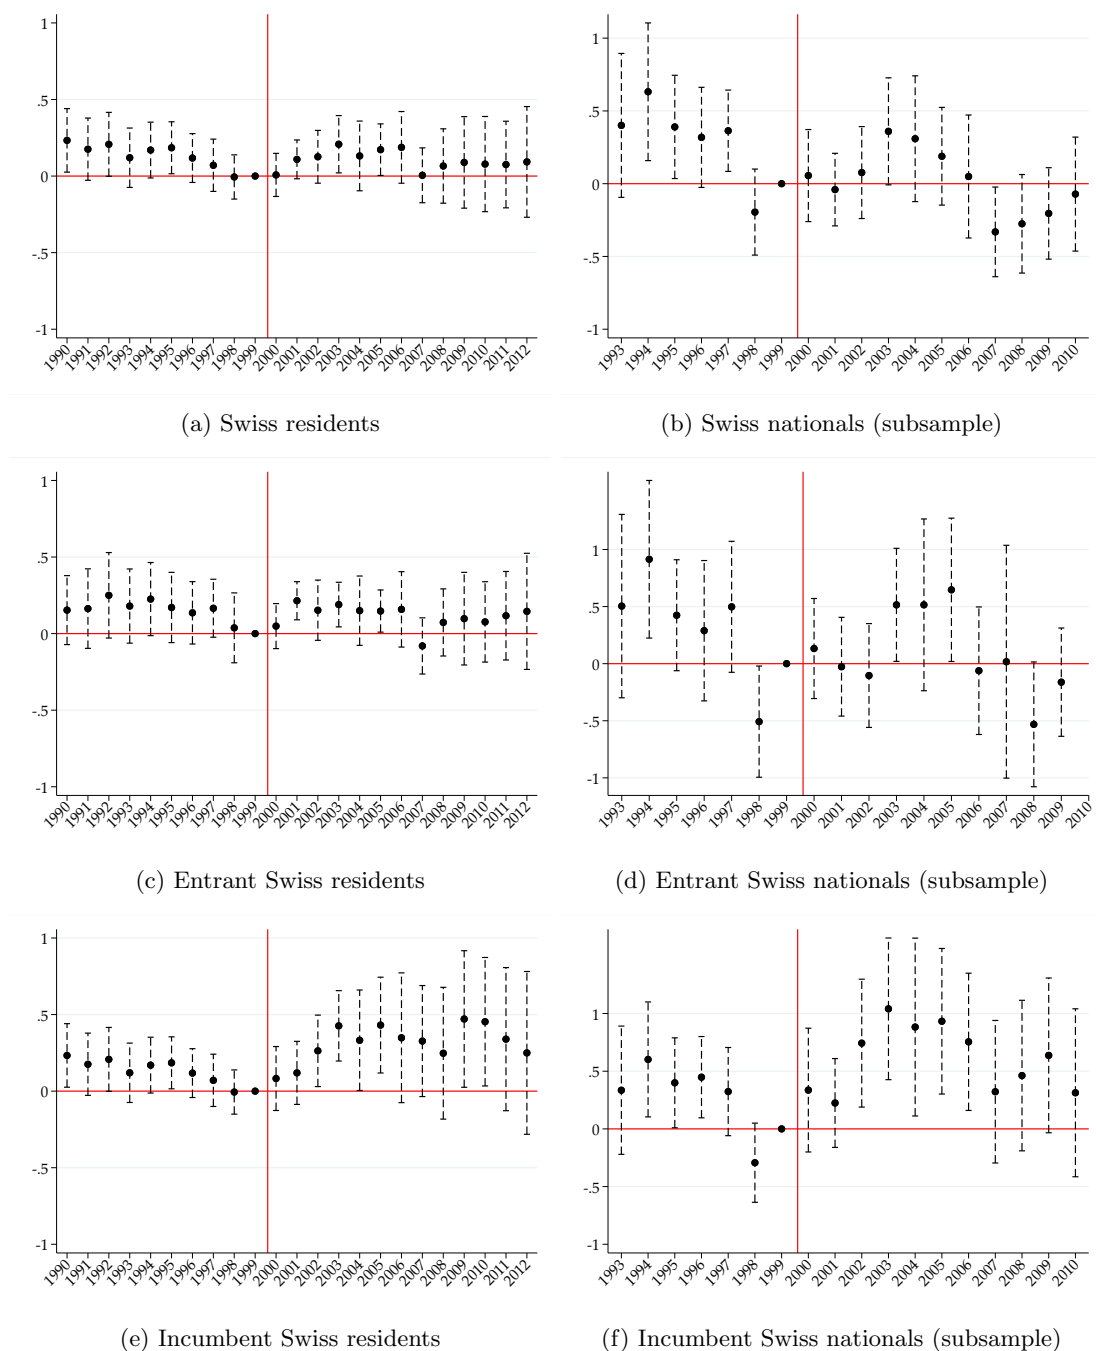 1
.5
0
-.5
-1
1990 1991 1992 1993 1994 1995 1996 1997 1998 1999 2000 2001 2002 2003 2004 2005 2006 2007 2008 2009 2010 2011 2012
(a) Swiss residents
1
.5
0
-.5
-1
1993 1994 1995 1996 1997 1998 1999 2000 2001 2002 2003 2004 2005 2006 2007 2008 2009 2010
(b) Swiss nationals (subsample)
1
.5
0
-.5
-1
1990 1991 1992 1993 1994 1995 1996 1997 1998 1999 2000 2001 2002 2003 2004 2005 2006 2007 2008 2009 2010 2011 2012
(c) Entrant Swiss residents
1
.5
0
-.5
-1
1993 1994 1995 1996 1997 1998 1999 2000 2001 2002 2003 2004 2005 2006 2007 2008 2009 2010
(d) Entrant Swiss nationals (subsample)
1
.5
0
-.5
-1
1990 1991 1992 1993 1994 1995 1996 1997 1998 1999 2000 2001 2002 2003 2004 2005 2006 2007 2008 2009 2010 2011 2012
(e) Incumbent Swiss residents
1
.5
0
-.5
-1
1993 1994 1995 1996 1997 1998 1999 2000 2001 2002 2003 2004 2005 2006 2007 2008 2009 2010
(f) Incumbent Swiss nationals (subsample)